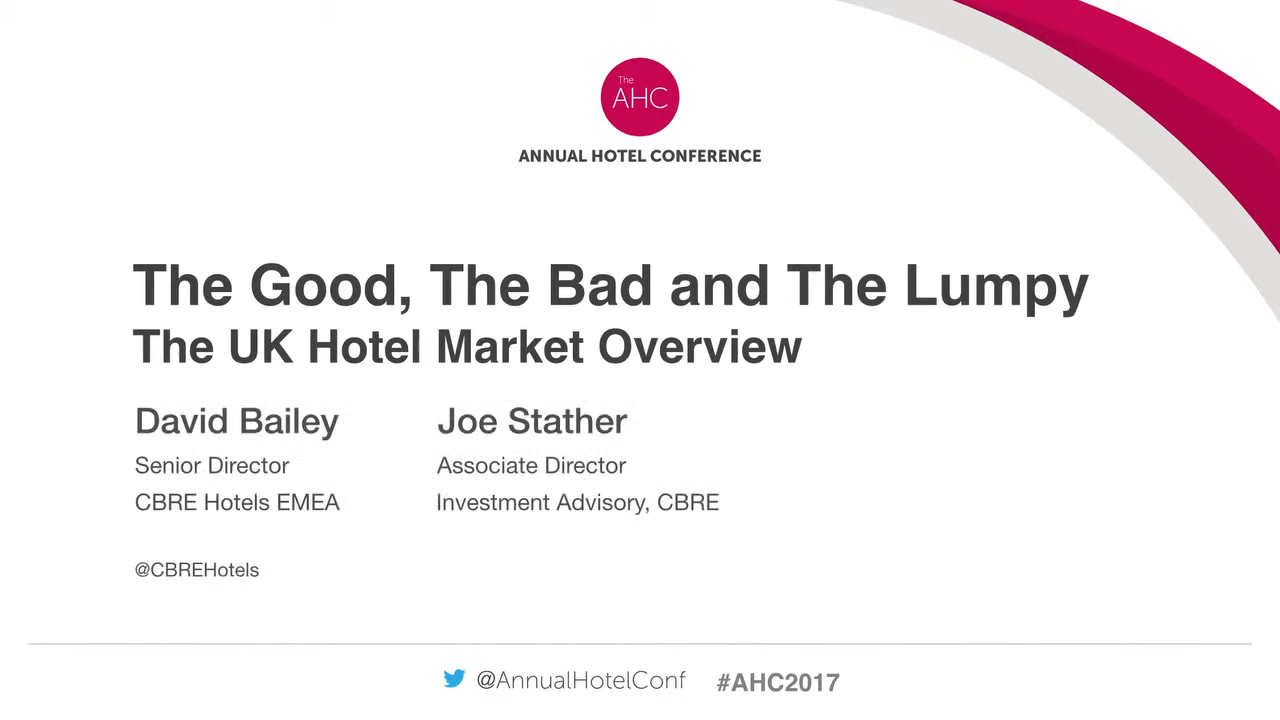 The
AHC
ANNUAL HOTEL CONFERENCE
The Good, The Bad and The Lumpy
The UK Hotel Market Overview
David Bailey
Senior Director
CBRE Hotels EMEA
Joe Stather
Associate Director
Investment Advisory, CBRE
@CBREHotels
@AnnualHotelConf #AHC2017